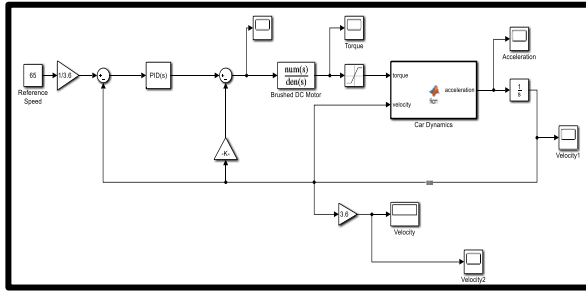 65
Reference
Speed
1/3.6
PID(s)
-K-
num(s)
den(s)
Brushed DC Motor
Torque
torque
velocity
acceleration
fcn
Car Dynamics
Acceleration
1
s
Velocity1
3.6
Velocity
Velocity2